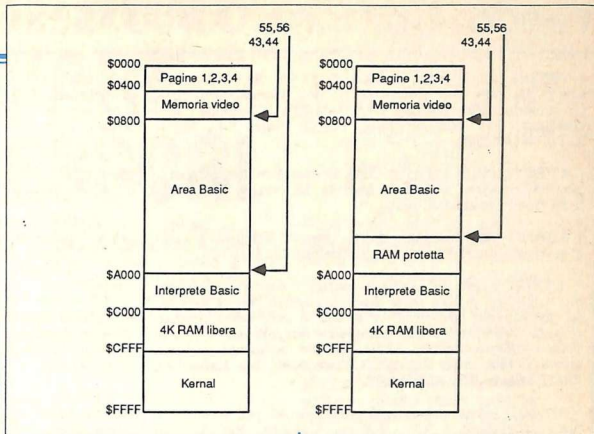 55,56
43,44
$0000
Pagine 1,2,3,4
$0400
Memoria video
$0800
Area Basic
$A000
Interprete Basic
$C000
4K RAM libera
$CFFF
Kernal
$FFFF
55,56
43,44
$0000
Pagine 1,2,3,4
$0400
Memoria video
$0800
Area Basic
RAM protetta
$A000
Interprete Basic
$C000
4K RAM libera
$CFFF
Kernal
$FFFF